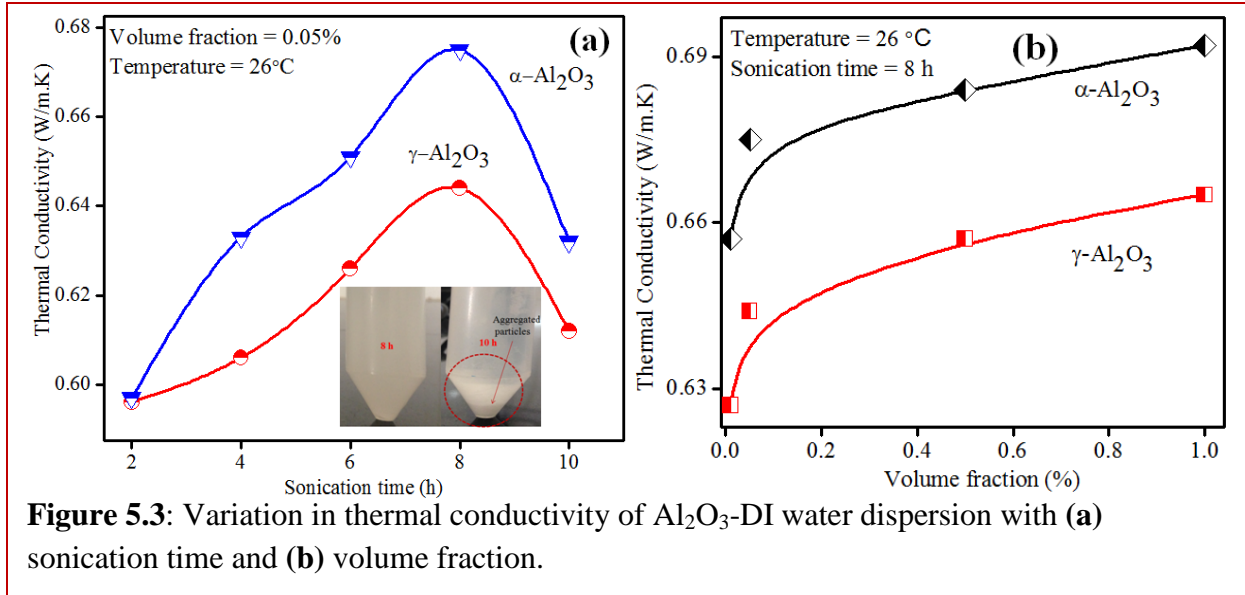 Volume fraction = 0.05%
Temperature = 26°C
(a)
α–Al₂O₃
γ–Al₂O₃
0.68
0.66
0.64
0.62
0.60
Thermal Conductivity (W/m.K)
8 h
10 h
Aggregated
particles
2 4 6 8 10
Sonication time (h)
Temperature = 26 °C
Sonication time = 8 h
(b)
α-Al₂O₃
γ-Al₂O₃
0.69
0.66
0.63
Thermal Conductivity (W/m.K)
0.0 0.2 0.4 0.6 0.8 1.0
Volume fraction (%)
Figure 5.3: Variation in thermal conductivity of Al₂O₃-DI water dispersion with (a)
sonication time and (b) volume fraction.